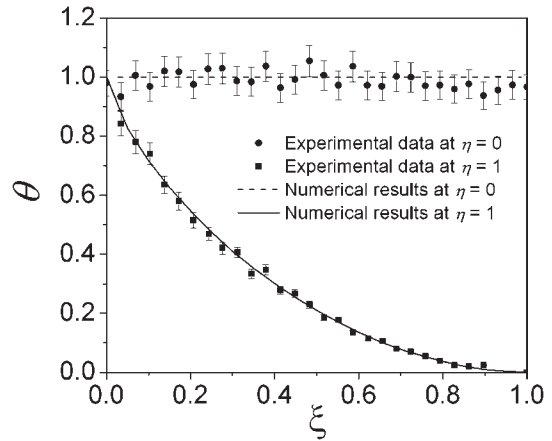 1.2
1.0
0.8
0.6
0.4
0.2
0.0
θ
Experimental data at η = 0
Experimental data at η = 1
Numerical results at η = 0
Numerical results at η = 1
0.0 0.2 0.4 0.6 0.8 1.0
ξ